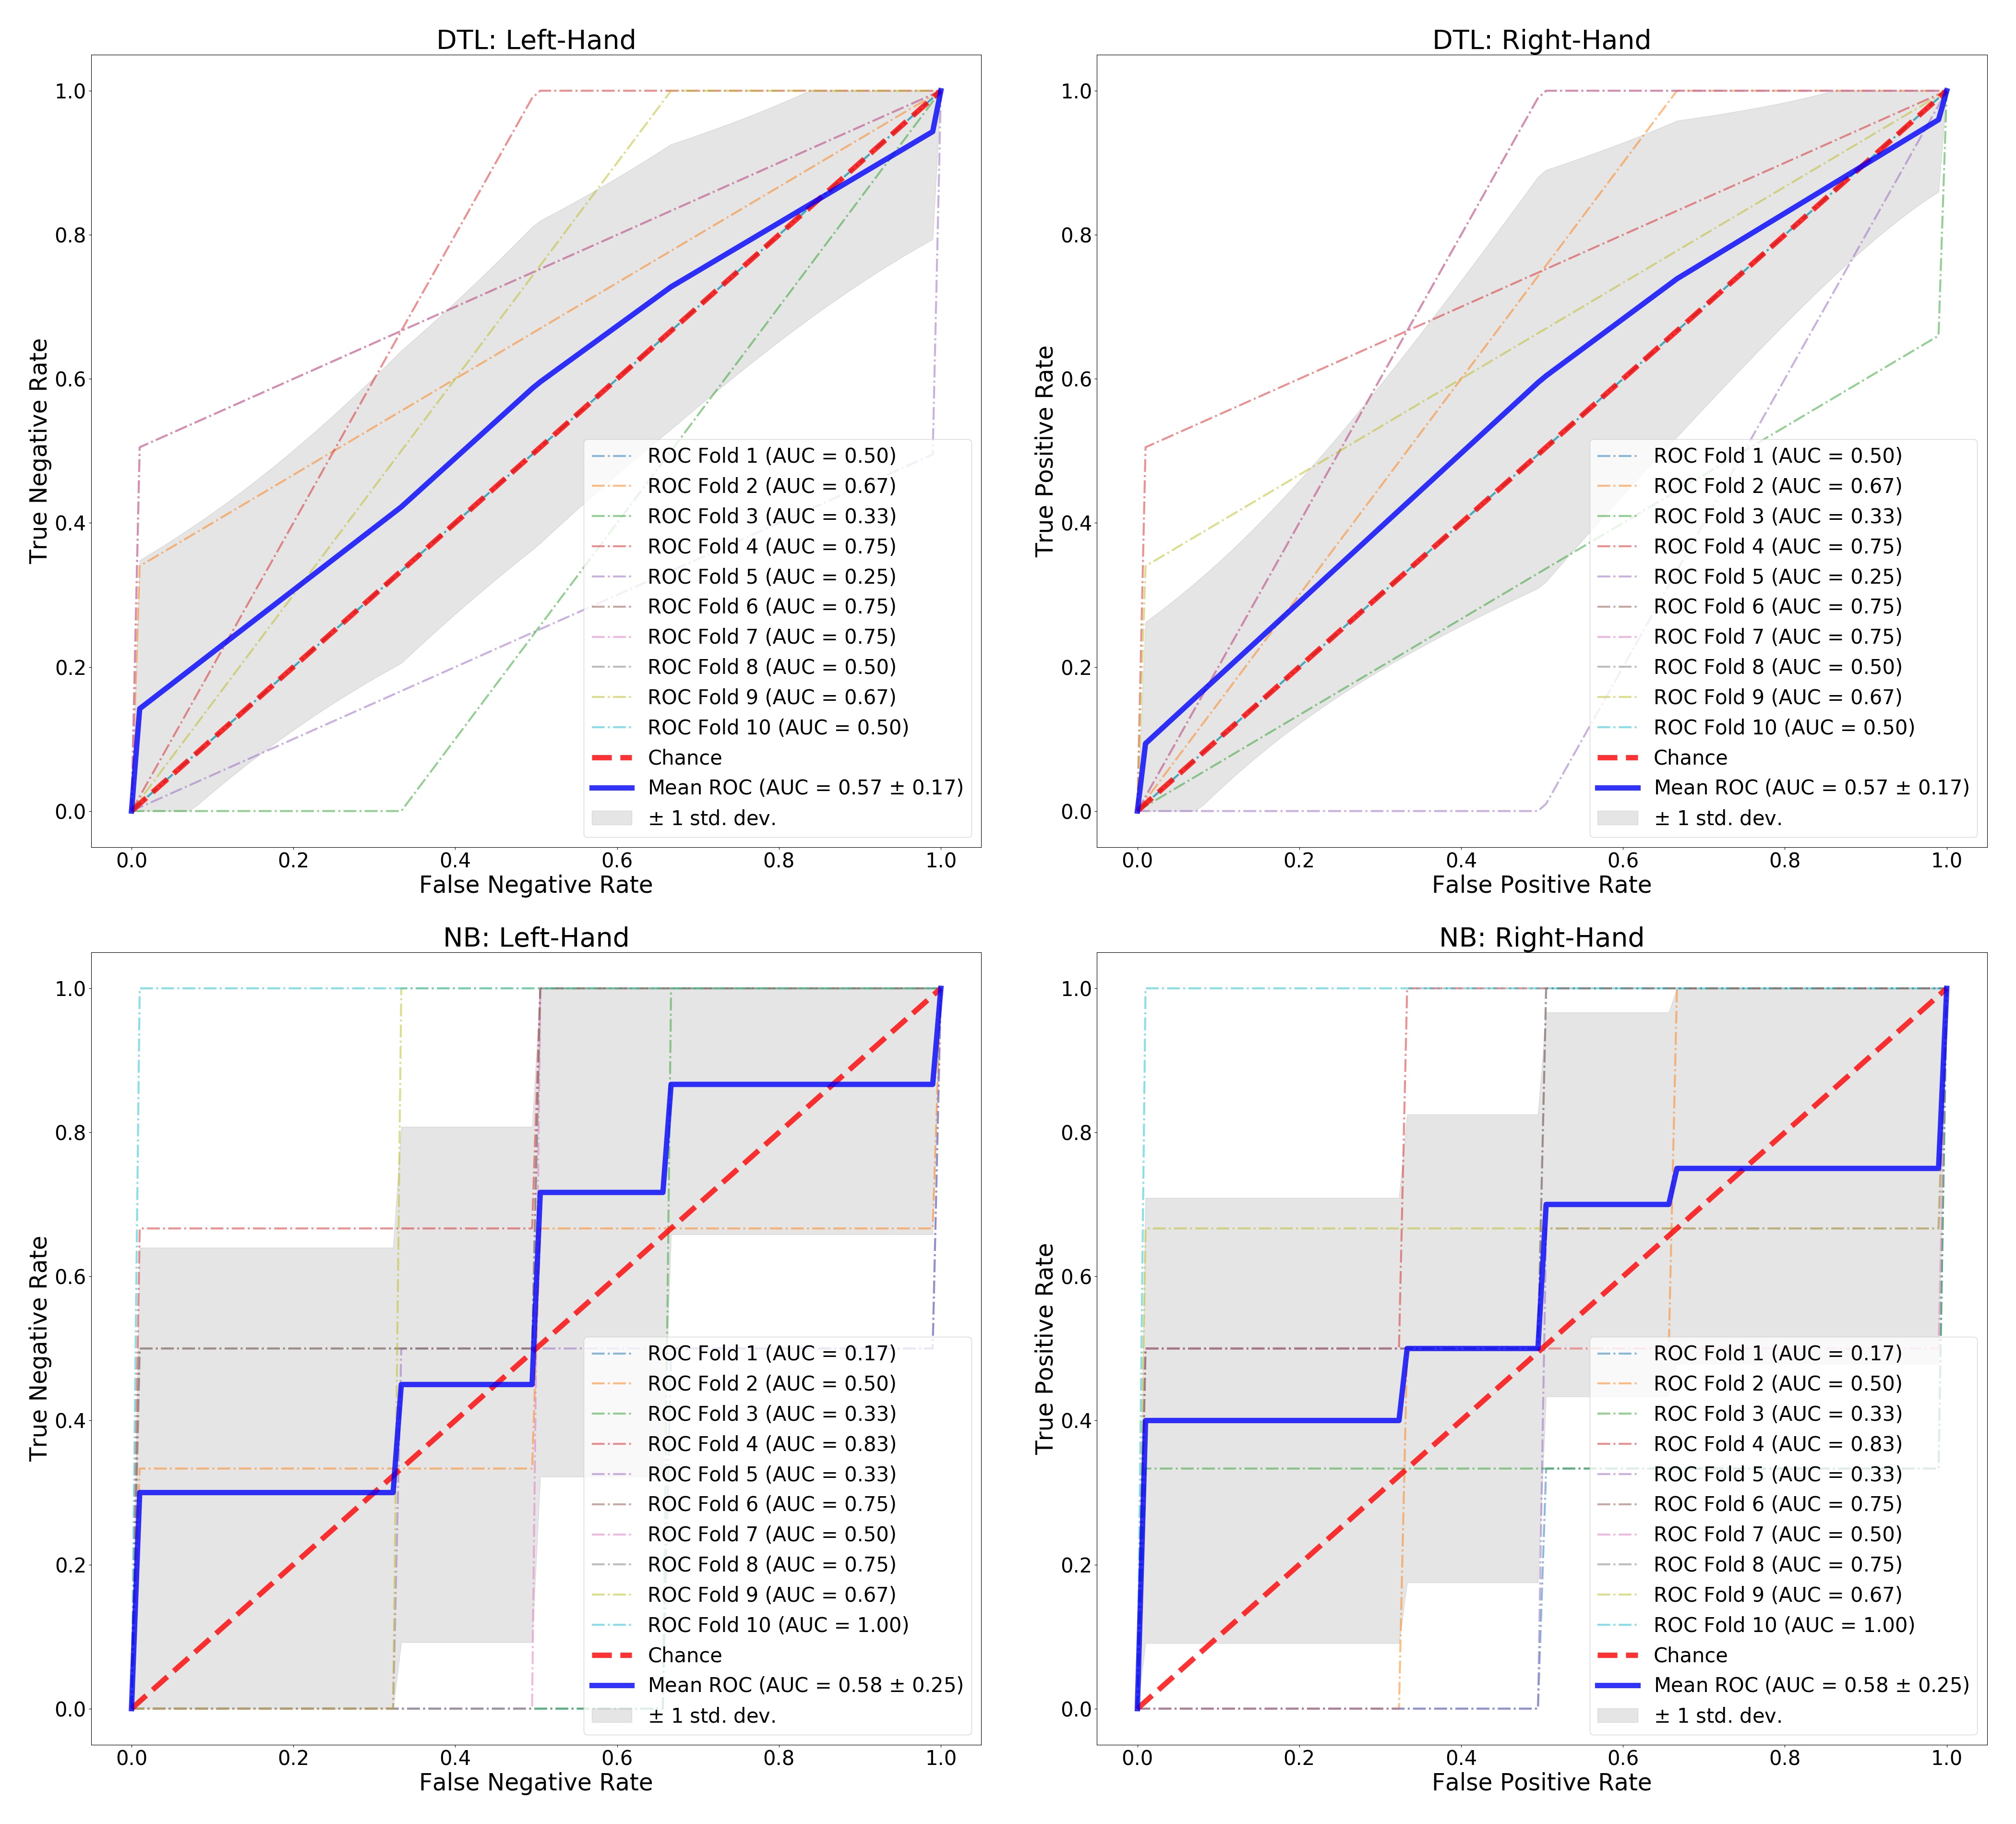 DTL: Left-Hand
True Negative Rate
1.0
0.8
0.6
0.4
0.2
0.0
ROC Fold 1 (AUC = 0.50)
ROC Fold 2 (AUC = 0.67)
ROC Fold 3 (AUC = 0.33)
ROC Fold 4 (AUC = 0.75)
ROC Fold 5 (AUC = 0.25)
ROC Fold 6 (AUC = 0.75)
ROC Fold 7 (AUC = 0.75)
ROC Fold 8 (AUC = 0.50)
ROC Fold 9 (AUC = 0.67)
ROC Fold 10 (AUC = 0.50)
Chance
Mean ROC (AUC = 0.57 ± 0.17)
± 1 std. dev.
0.0 0.2 0.4 0.6 0.8 1.0
False Negative Rate
DTL: Right-Hand
True Positive Rate
1.0
0.8
0.6
0.4
0.2
0.0
ROC Fold 1 (AUC = 0.50)
ROC Fold 2 (AUC = 0.67)
ROC Fold 3 (AUC = 0.33)
ROC Fold 4 (AUC = 0.75)
ROC Fold 5 (AUC = 0.25)
ROC Fold 6 (AUC = 0.75)
ROC Fold 7 (AUC = 0.75)
ROC Fold 8 (AUC = 0.50)
ROC Fold 9 (AUC = 0.67)
ROC Fold 10 (AUC = 0.50)
Chance
Mean ROC (AUC = 0.57 ± 0.17)
± 1 std. dev.
0.0 0.2 0.4 0.6 0.8 1.0
False Positive Rate
NB: Left-Hand
True Negative Rate
1.0
0.8
0.6
0.4
0.2
0.0
ROC Fold 1 (AUC = 0.17)
ROC Fold 2 (AUC = 0.50)
ROC Fold 3 (AUC = 0.33)
ROC Fold 4 (AUC = 0.83)
ROC Fold 5 (AUC = 0.33)
ROC Fold 6 (AUC = 0.75)
ROC Fold 7 (AUC = 0.50)
ROC Fold 8 (AUC = 0.75)
ROC Fold 9 (AUC = 0.67)
ROC Fold 10 (AUC = 1.00)
Chance
Mean ROC (AUC = 0.58 ± 0.25)
± 1 std. dev.
0.0 0.2 0.4 0.6 0.8 1.0
False Negative Rate
NB: Right-Hand
True Positive Rate
1.0
0.8
0.6
0.4
0.2
0.0
ROC Fold 1 (AUC = 0.17)
ROC Fold 2 (AUC = 0.50)
ROC Fold 3 (AUC = 0.33)
ROC Fold 4 (AUC = 0.83)
ROC Fold 5 (AUC = 0.33)
ROC Fold 6 (AUC = 0.75)
ROC Fold 7 (AUC = 0.50)
ROC Fold 8 (AUC = 0.75)
ROC Fold 9 (AUC = 0.67)
ROC Fold 10 (AUC = 1.00)
Chance
Mean ROC (AUC = 0.58 ± 0.25)
± 1 std. dev.
0.0 0.2 0.4 0.6 0.8 1.0
False Positive Rate